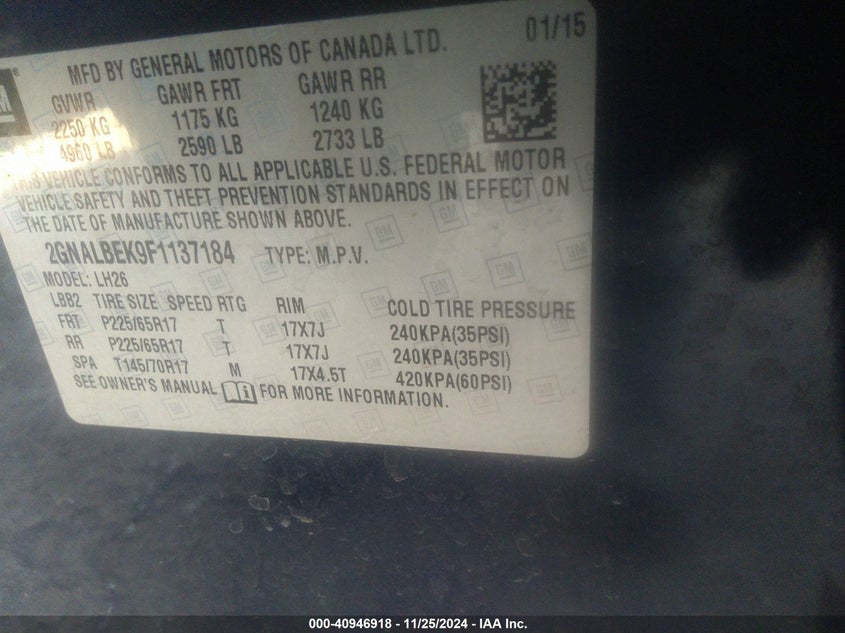 01/15
MFD BY GENERAL MOTORS OF CANADA LTD.
GM
GVWR GAWR FRT GAWR RR
2250 KG 1175 KG 1240 KG
4960 LB 2590 LB 2733 LB
THIS VEHICLE CONFORMS TO ALL APPLICABLE U.S. FEDERAL MOTOR
VEHICLE SAFETY AND THEFT PREVENTION STANDARDS IN EFFECT ON
THE DATE OF MANUFACTURE SHOWN ABOVE.
2GNALBEK9F1137184 TYPE: M.P.V.
MODEL: LH26
LBB2 TIRE SIZE SPEED RTG RIM COLD TIRE PRESSURE
FRT P225/65R17 T 17X7J 240KPA(35PSI)
RR P225/65R17 T 17X7J 240KPA(35PSI)
SPA T145/70R17 M 17X4.5T 420KPA(60PSI)
SEE OWNER'S MANUAL FOR MORE INFORMATION.
000-40946918 - 11/25/2024 - IAA Inc.